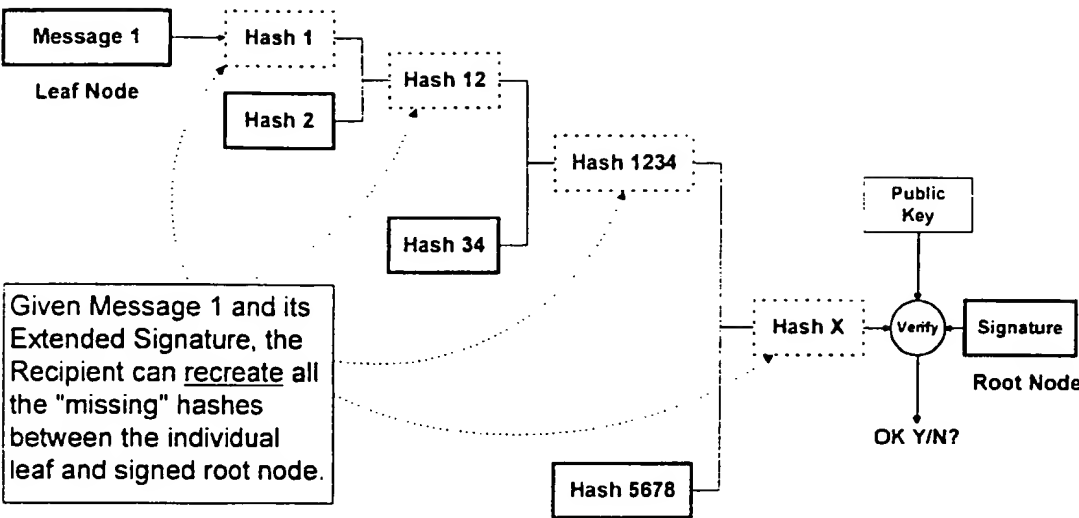 Message 1
Hash 1
Leaf Node
Hash 12
Hash 2
Hash 1234
Public
Key
Hash 34
Given Message 1 and its
Extended Signature, the
Recipient can recreate all
the "missing" hashes
between the individual
leaf and signed root node.
Hash X
Verify
Signature
Root Node
OK Y/N?
Hash 5678